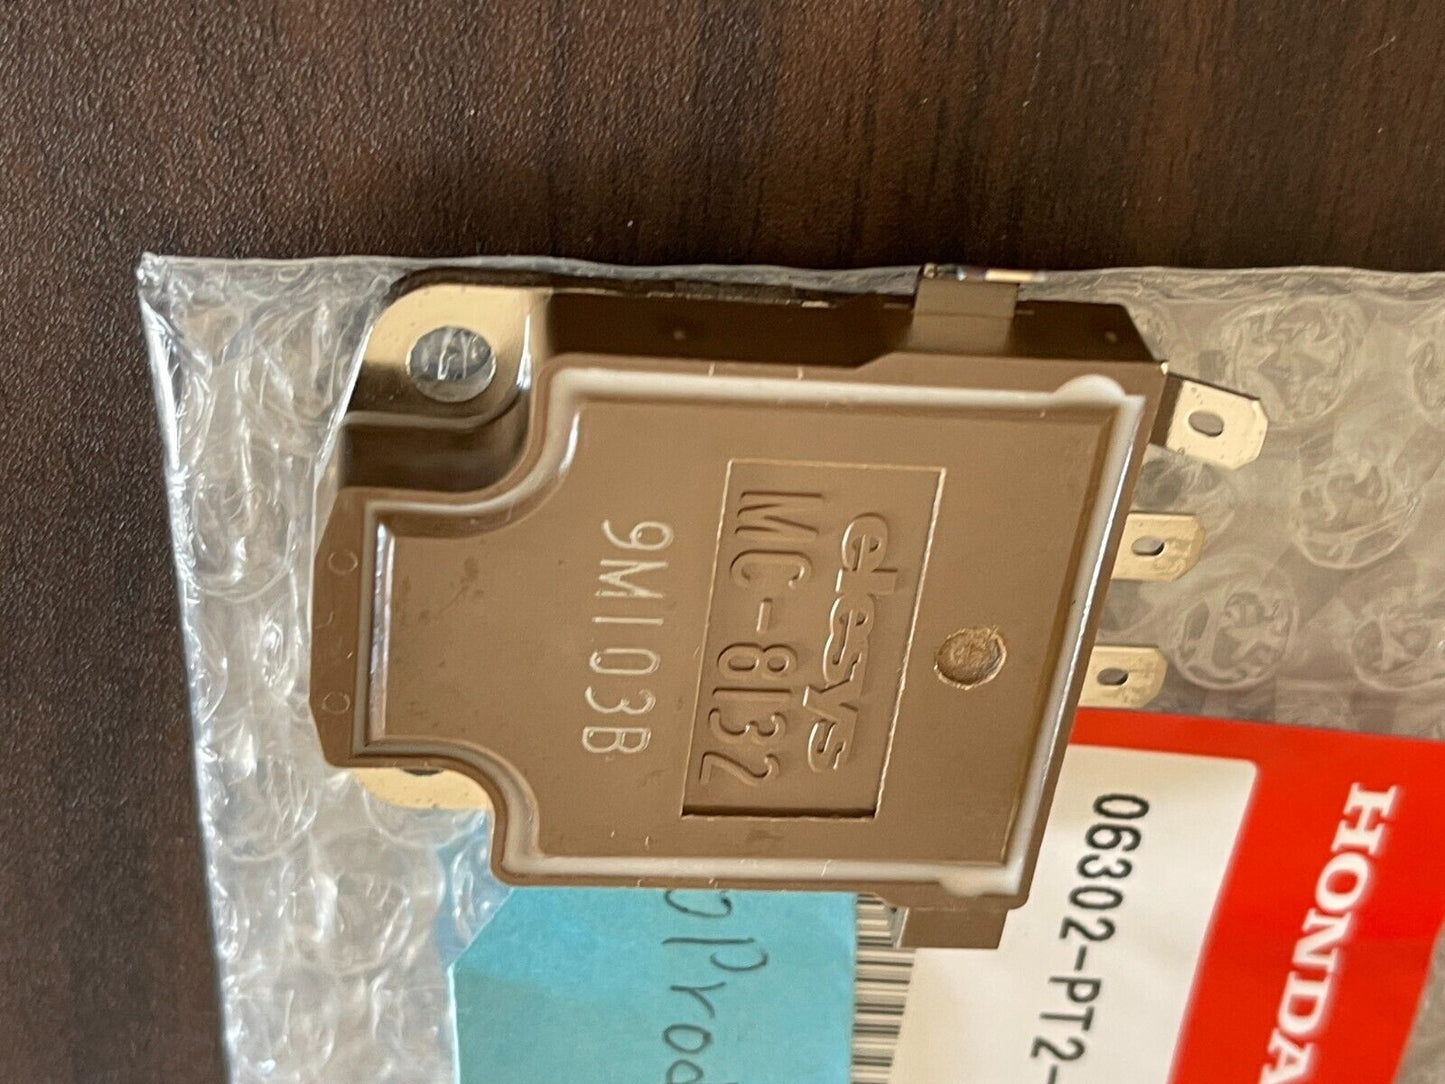 elesys
MC-8132
9M103B
HONDA
06302-PT2-